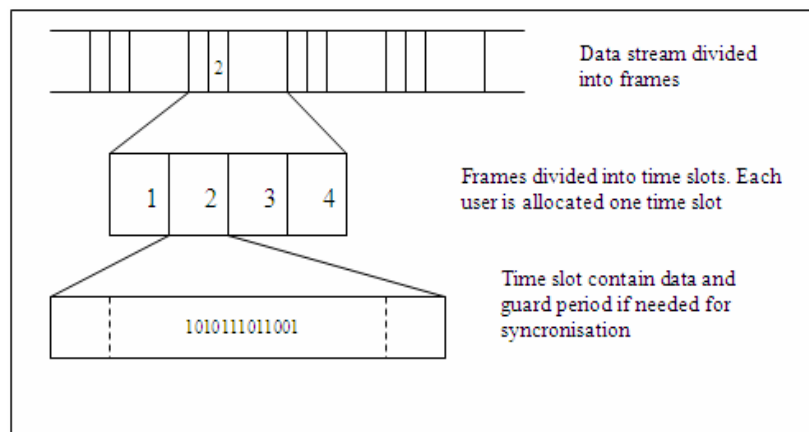 2
Data stream divided
into frames
1 2 3 4
Frames divided into time slots. Each
user is allocated one time slot
Time slot contain data and
guard period if needed for
syncronisation
1010111011001